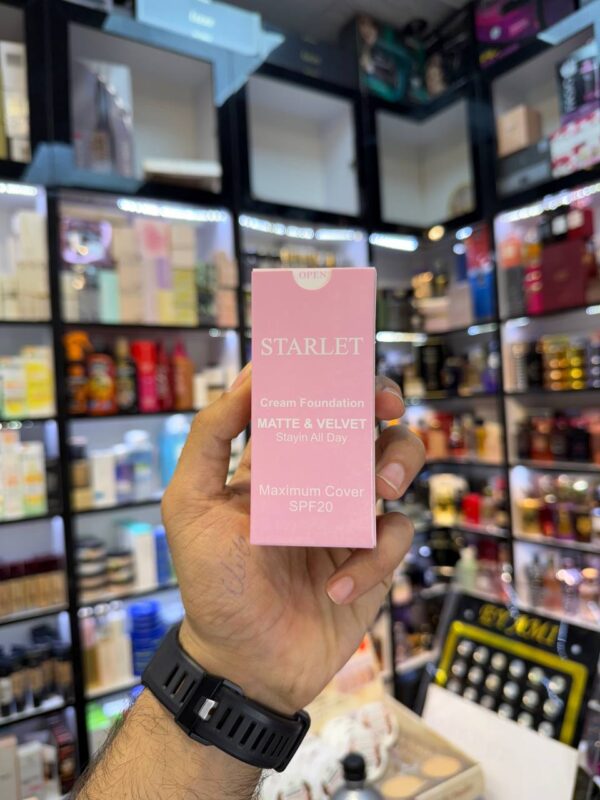 OPEN
STARLET
Cream Foundation
MATTE & VELVET
Stayin All Day
Maximum Cover
SPF20